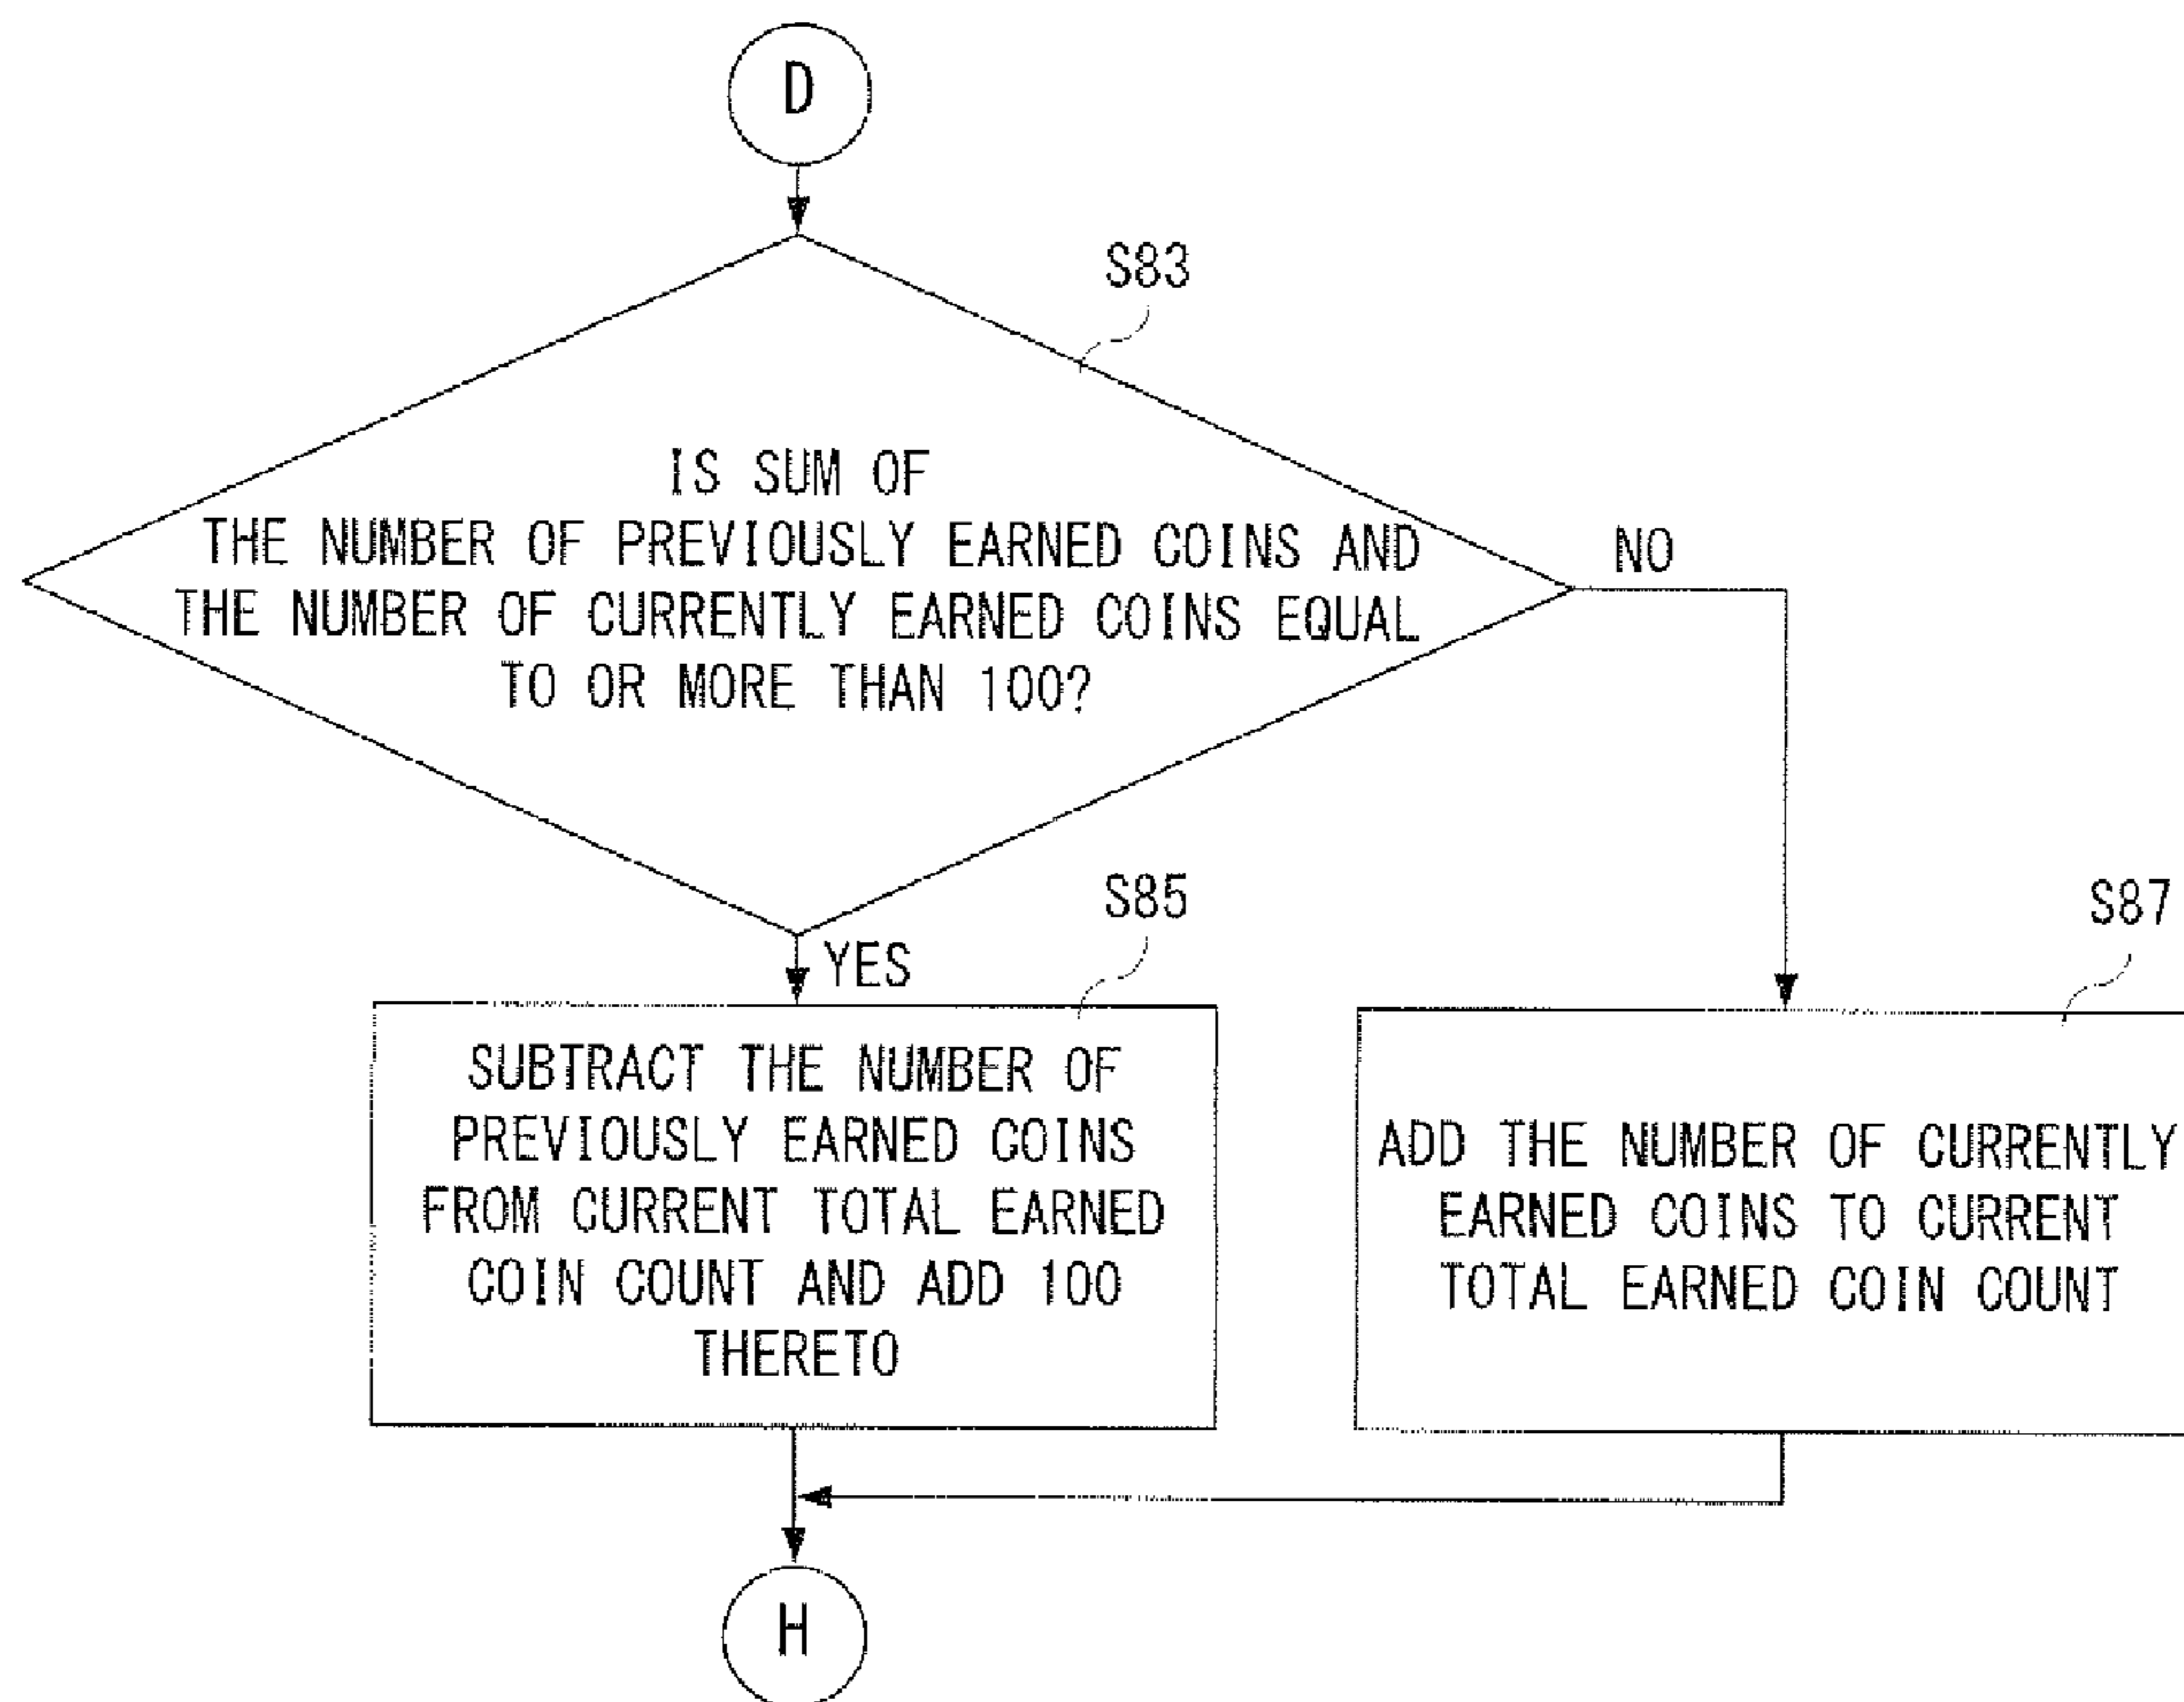 D
S83
IS SUM OF
THE NUMBER OF PREVIOUSLY EARNED COINS AND
THE NUMBER OF CURRENTLY EARNED COINS EQUAL
TO OR MORE THAN 100?
NO
YES
S85
SUBTRACT THE NUMBER OF
PREVIOUSLY EARNED COINS
FROM CURRENT TOTAL EARNED
COIN COUNT AND ADD 100
THERETO
S87
ADD THE NUMBER OF CURRENTLY
EARNED COINS TO CURRENT
TOTAL EARNED COIN COUNT
H